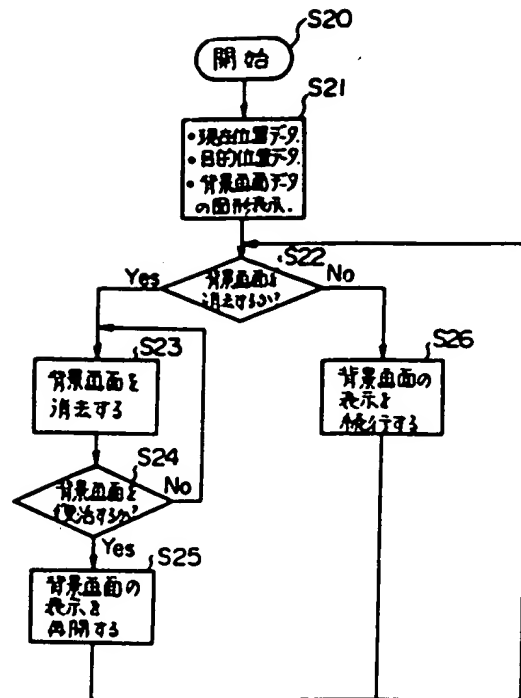 S20
開始
S21
・現在位置データ.
・目的位置データ.
・背景画面データ
の図形表示.
S22
背景画面を
消去するか?
Yes
No
S23
背景画面を
消去する
S26
背景画面の
表示を
続行する
S24
背景画面を
復活するか?
No
Yes
S25
背景画面の
表示を
再開する